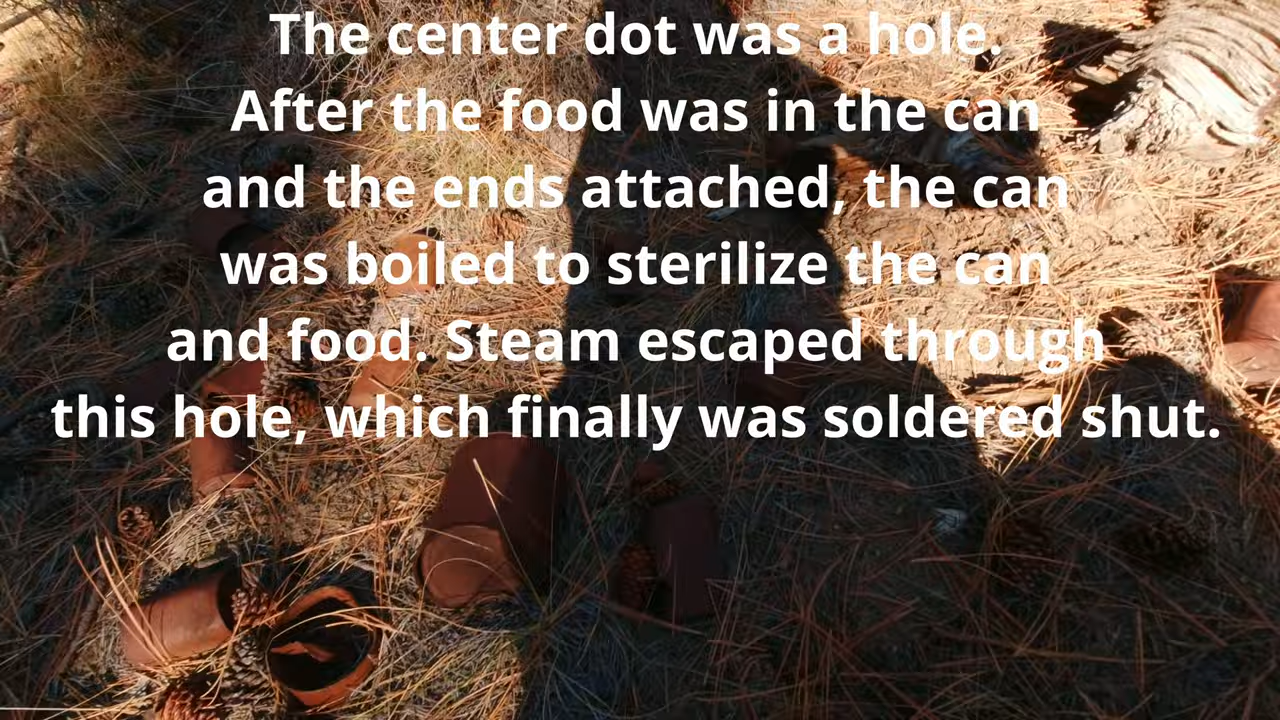 The center dot was a hole.
After the food was in the can
and the ends attached, the can
was boiled to sterilize the can
and food. Steam escaped through
this hole, which finally was soldered shut.